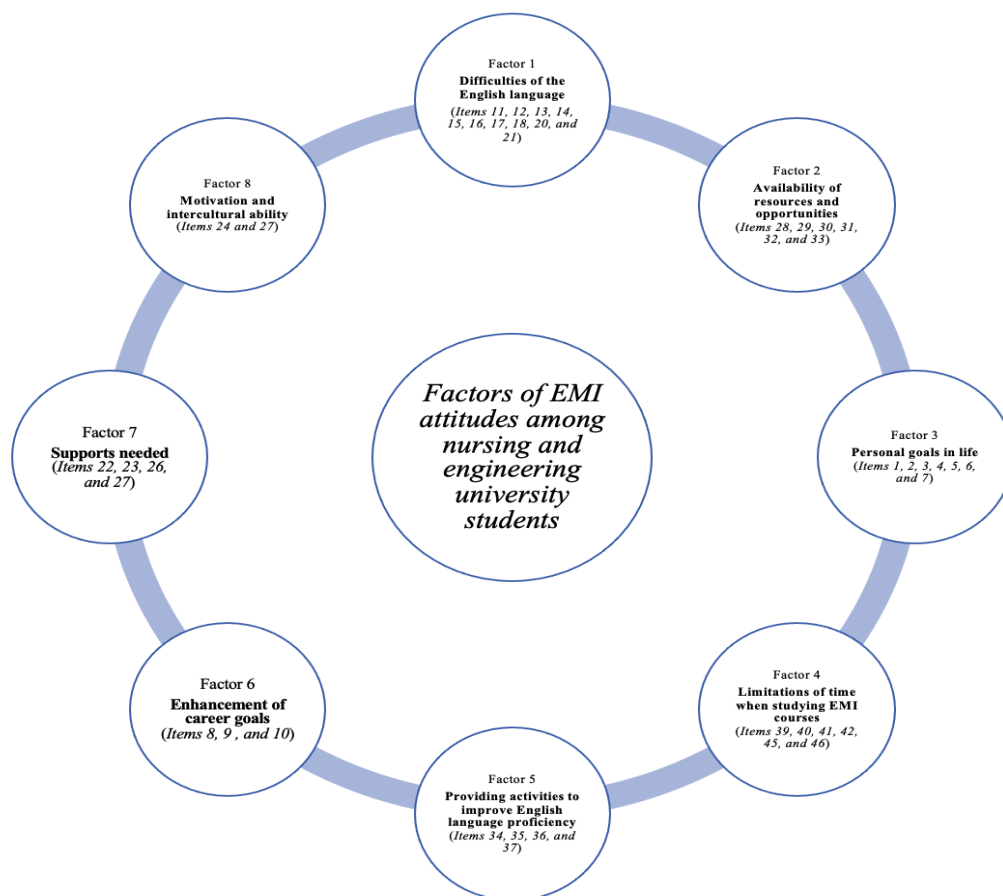 Factor 1
Difficulties of the
English language
(Items 11, 12, 13, 14,
15, 16, 17, 18, 20, and
21)
Factor 2
Availability of
resources and
opportunities
(Items 28, 29, 30, 31,
32, and 33)
Factor 3
Personal goals in life
(Items 1, 2, 3, 4, 5, 6,
and 7)
Factor 4
Limitations of time
when studying EMI
courses
(Items 39, 40, 41, 42,
45, and 46)
Factor 5
Providing activities to
improve English
language proficiency
(Items 34, 35, 36, and
37)
Factor 6
Enhancement of
career goals
(Items 8, 9 , and 10)
Factor 7
Supports needed
(Items 22, 23, 26,
and 27)
Factor 8
Motivation and
intercultural ability
(Items 24 and 27)
Factors of EMI
attitudes among
nursing and
engineering
university
students